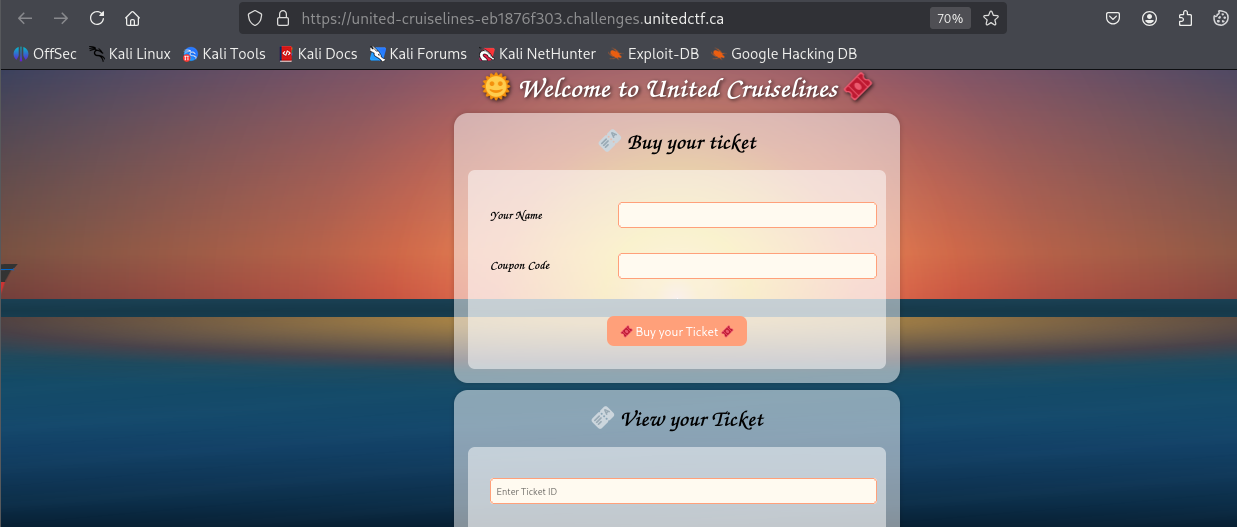 https://united-cruiselines-eb1876f303.challenges.unitedctf.ca
70%
OffSec Kali Linux Kali Tools Kali Docs Kali Forums Kali NetHunter Exploit-DB Google Hacking DB
Welcome to United Cruiselines
Buy your ticket
Your Name
Coupon Code
Buy your Ticket
View your Ticket
Enter Ticket ID